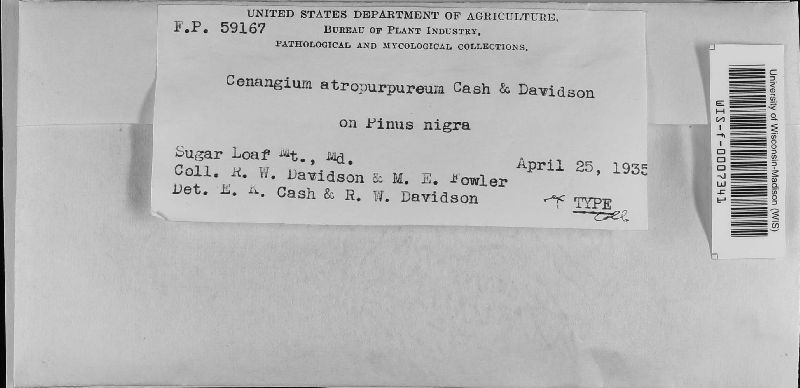 UNITED STATES DEPARTMENT OF AGRICULTURE,
F.P. 59167 BUREAU OF PLANT INDUSTRY,
PATHOLOGICAL AND MYCOLOGICAL COLLECTIONS.
Cenangium atropurpureum Cash & Davidson
on Pinus nigra
Sugar Loaf Mt., Md. April 25, 1935
Coll. R. W. Davidson & M. E. Fowler
Det. E. K. Cash & R. W. Davidson
TYPE
Coll.
University of Wisconsin-Madison (WIS)
WIS-f-0007341